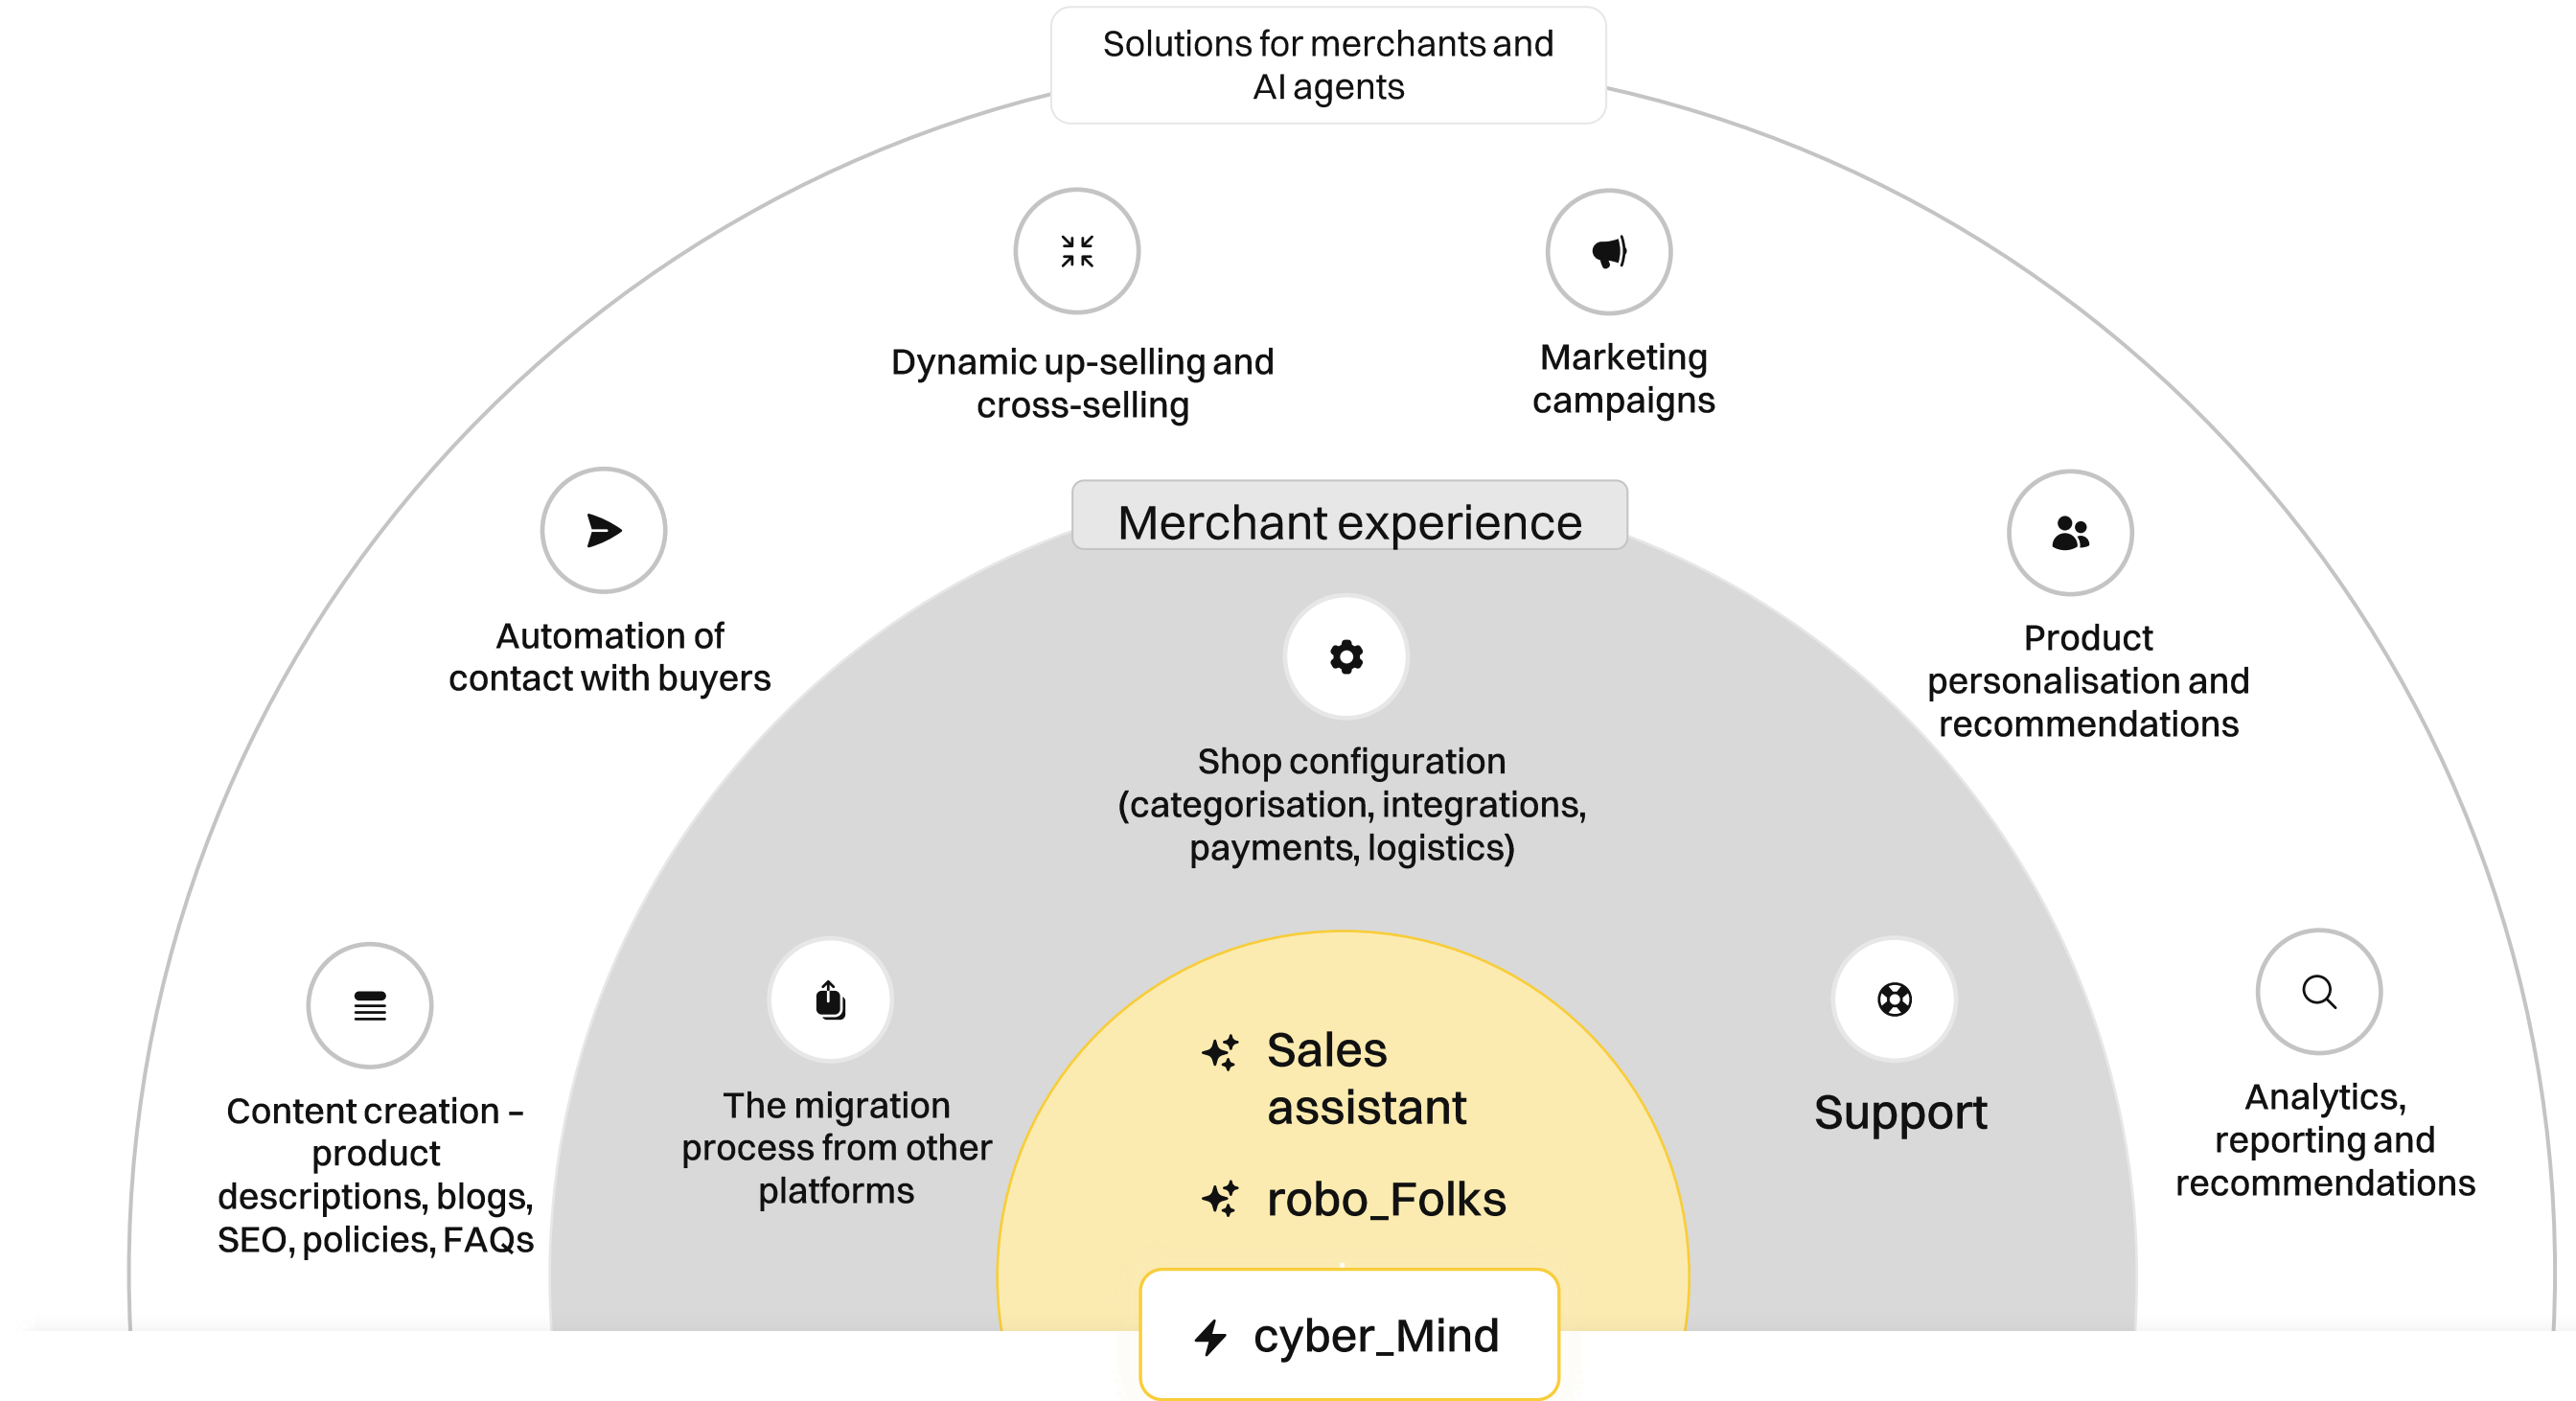 Solutions for merchants and
AI agents
Dynamic up-selling and
cross-selling
Marketing
campaigns
Merchant experience
Automation of
contact with buyers
Product
personalisation and
recommendations
Shop configuration
(categorisation, integrations,
payments, logistics)
Content creation –
product
descriptions, blogs,
SEO, policies, FAQs
The migration
process from other
platforms
Sales
assistant
robo_Folks
Support
Analytics,
reporting and
recommendations
cyber_Mind